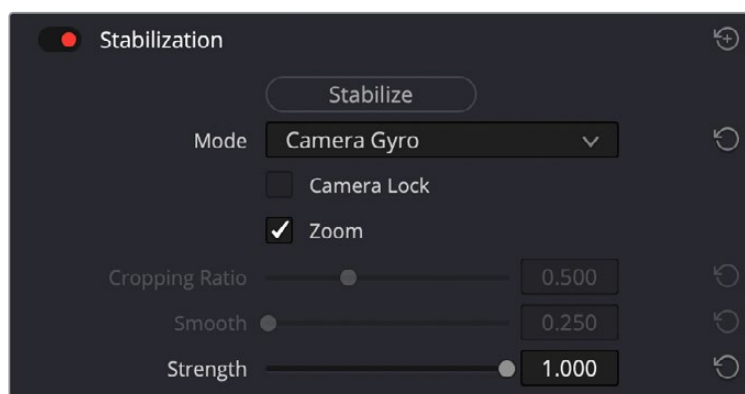 Stabilization
Stabilize
Mode Camera Gyro
Camera Lock
Zoom
Cropping Ratio 0.500
Smooth 0.250
Strength 1.000